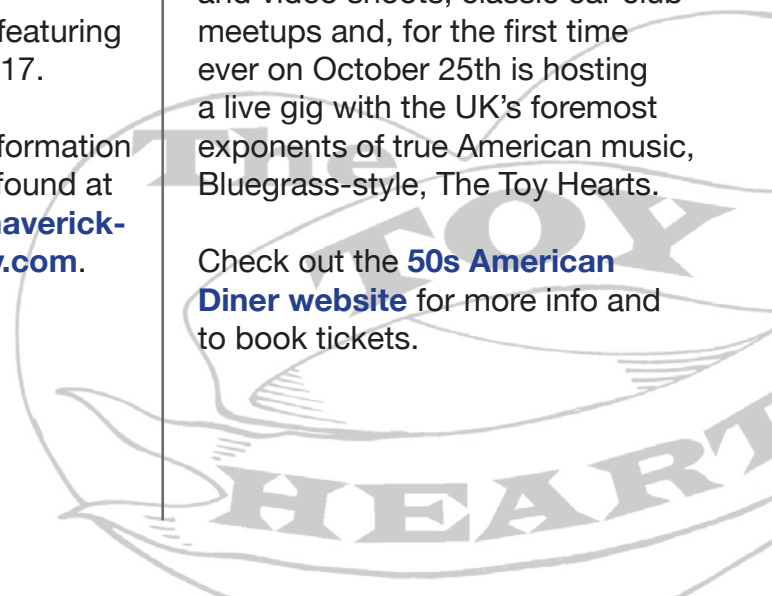 featuring
17.
formation
found at
averick-
.com.
and video shoots, classic car club
meetups and, for the first time
ever on October 25th is hosting
a live gig with the UK’s foremost
exponents of true American music,
Bluegrass-style, The Toy Hearts.
Check out the 50s American
Diner website for more info and
to book tickets.
The
TOY
HEART